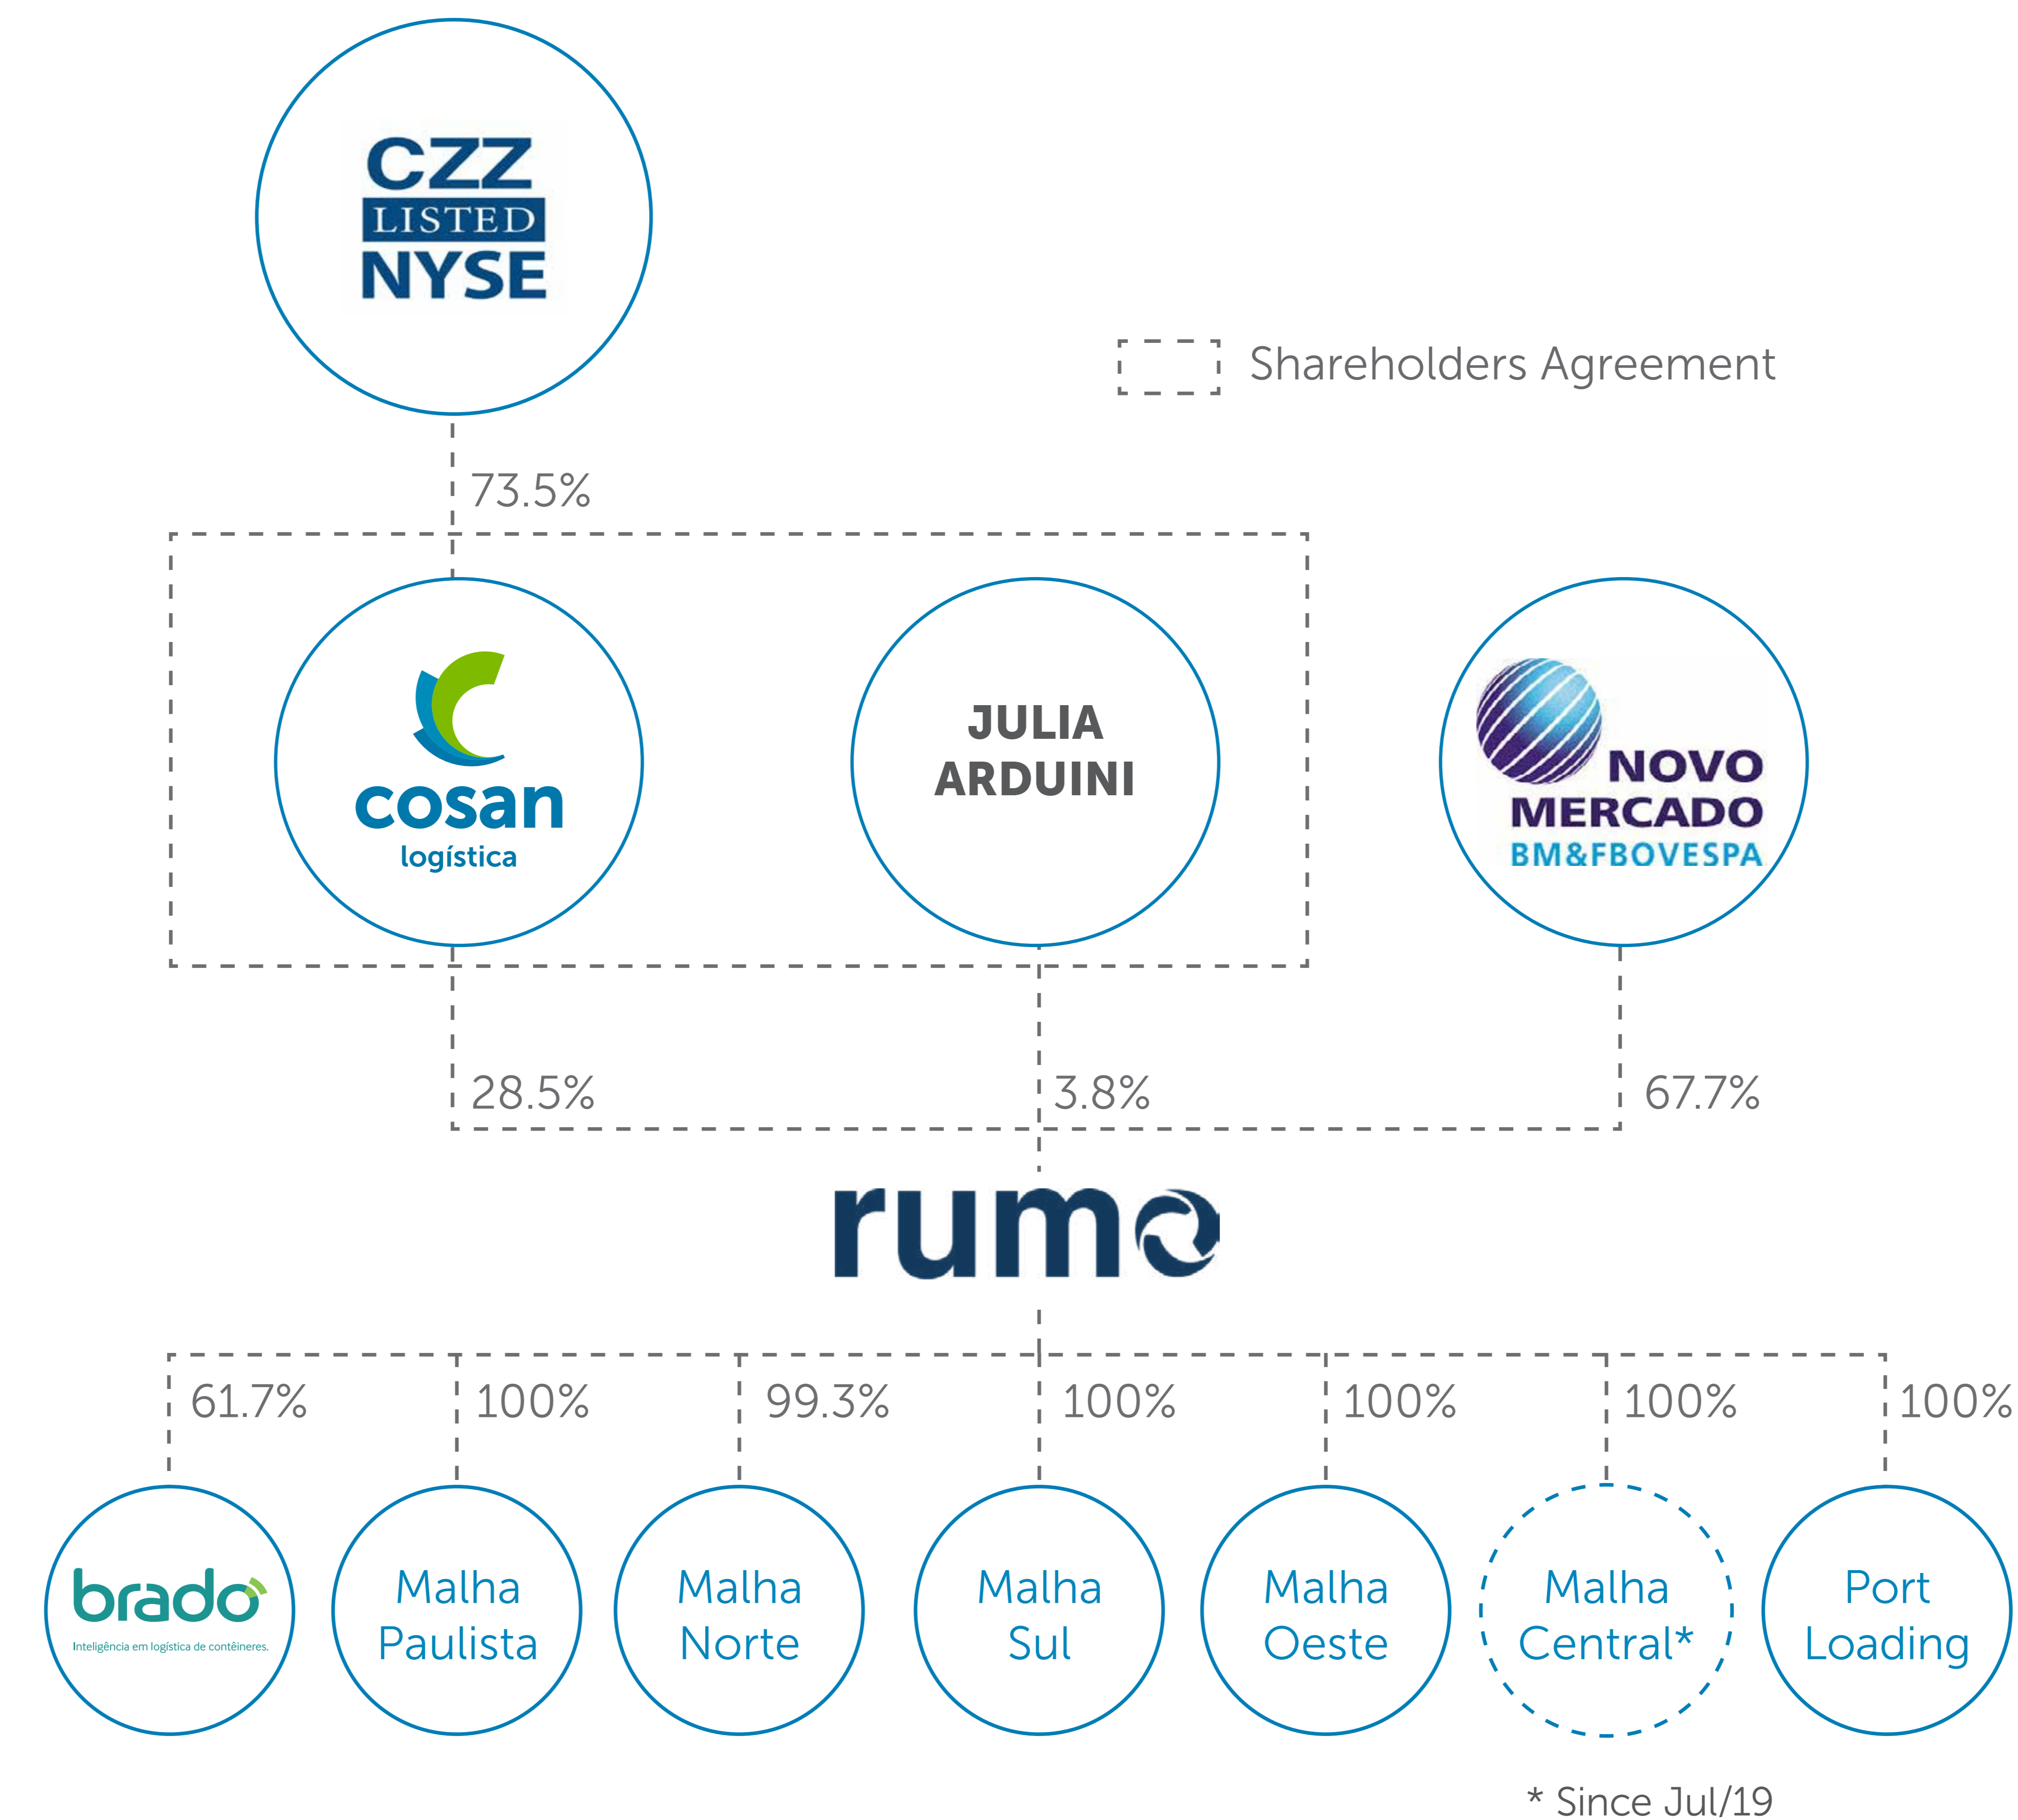 CZZ
LISTED
NYSE
Shareholders Agreement
73.5%
cosan
logística
JULIA
ARDUINI
NOVO
MERCADO
BM&FBOVESPA
28.5%
3.8%
67.7%
rumo
61.7%
100%
99.3%
100%
100%
100%
100%
brado
Inteligência em logística de contêineres.
Malha
Paulista
Malha
Norte
Malha
Sul
Malha
Oeste
Malha
Central*
Port
Loading
* Since Jul/19